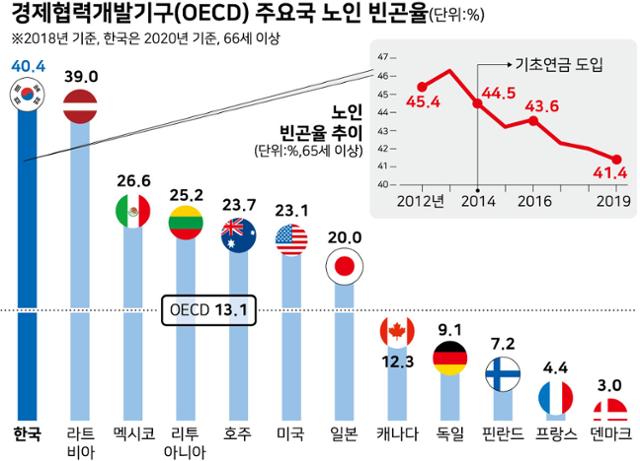 경제협력개발기구(OECD) 주요국 노인 빈곤율(단위:%)
※2018년 기준, 한국은 2020년 기준, 66세 이상
40.4
39.0
26.6
25.2
23.7
23.1
20.0
12.3
9.1
7.2
4.4
3.0
OECD 13.1
한국
라트비아
멕시코
리투아니아
호주
미국
일본
캐나다
독일
핀란드
프랑스
덴마크
노인
빈곤율 추이
(단위:%,65세 이상)
기초연금 도입
47
46
45
44
43
42
41
40
45.4
44.5
43.6
41.4
2012년 2014 2016 2019